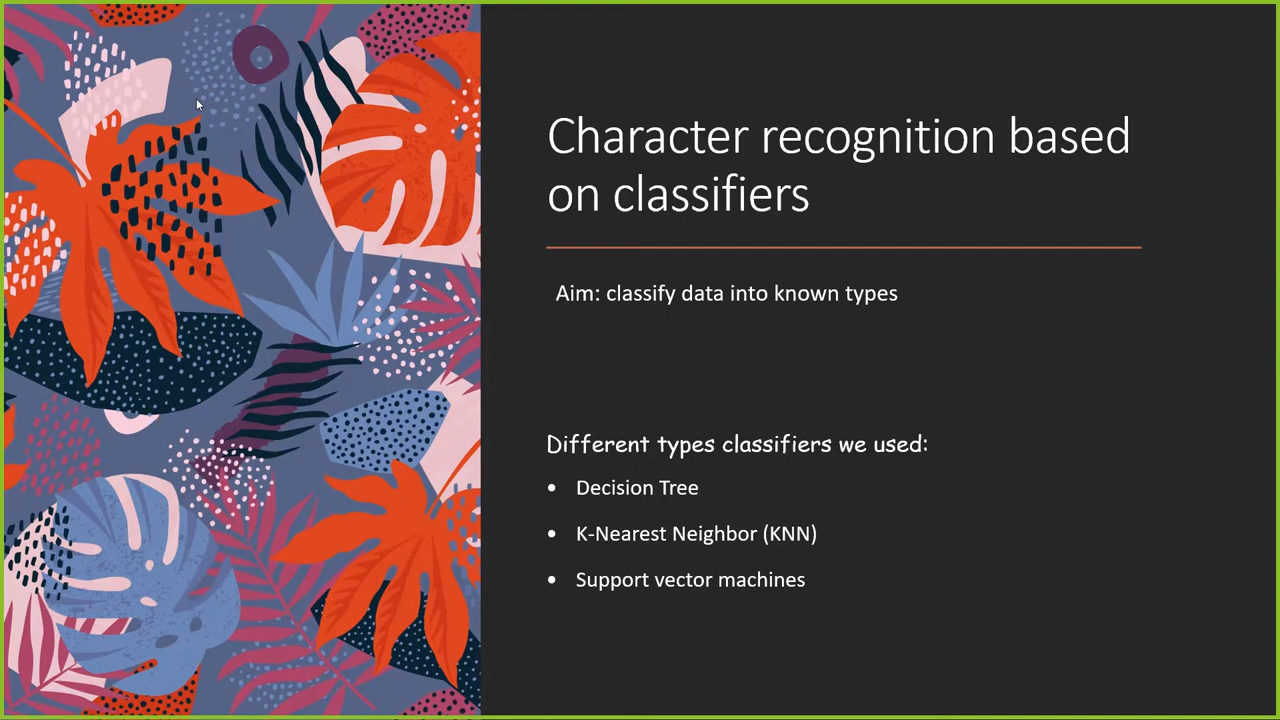 Character recognition based
on classifiers
Aim: classify data into known types
Different types classifiers we used:
• Decision Tree
• K-Nearest Neighbor (KNN)
• Support vector machines